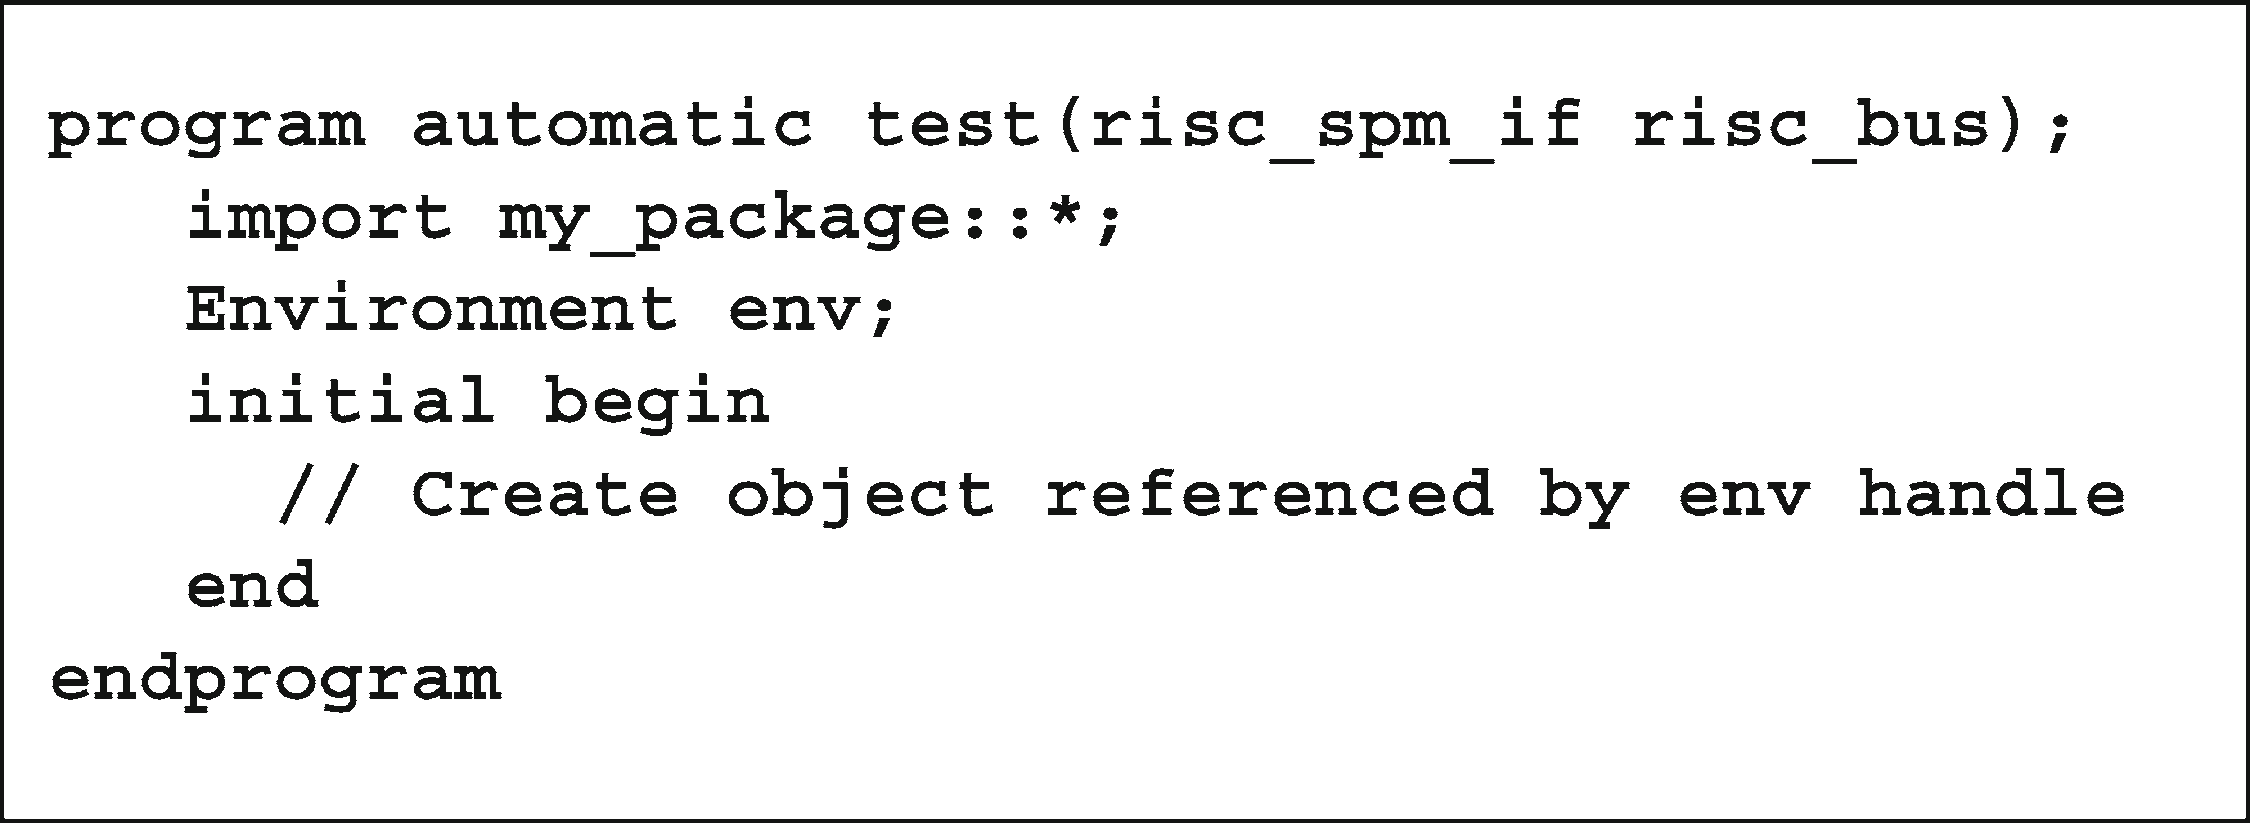 program automatic test(risc_spm_if risc_bus);
   import my_package::*;
   Environment env;
   initial begin
     // Create object referenced by env handle
   end
endprogram